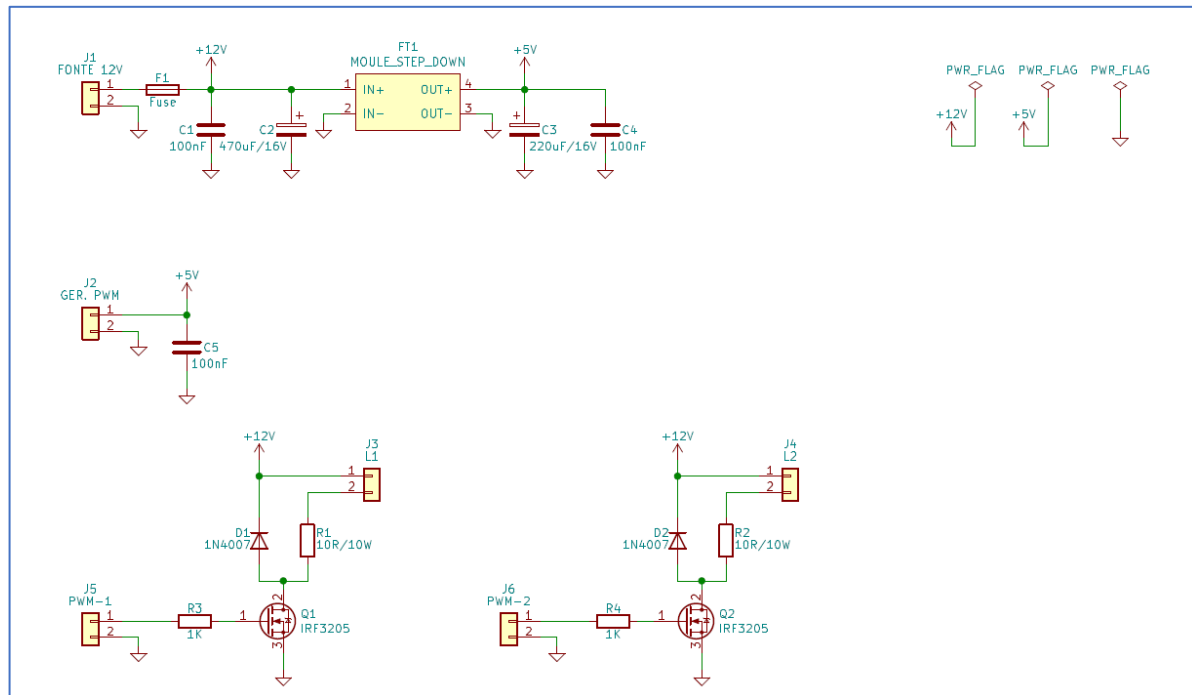 J1
FONTE 12V
1
2
F1
Fuse
+12V
C1
100nF
C2
470uF/16V
+
FT1
MOULE_STEP_DOWN
1
IN+
OUT+
4
2
IN-
OUT-
3
+5V
+
C3
220uF/16V
C4
100nF
PWR_FLAG
PWR_FLAG
PWR_FLAG
+12V
+5V
J2
GER. PWM
1
2
+5V
C5
100nF
+12V
J3
L1
1
2
D1
1N4007
R1
10R/10W
J5
PWM-1
1
2
R3
1K
1
2
3
Q1
IRF3205
+12V
J4
L2
1
2
D2
1N4007
R2
10R/10W
J6
PWM-2
1
2
R4
1K
1
2
3
Q2
IRF3205